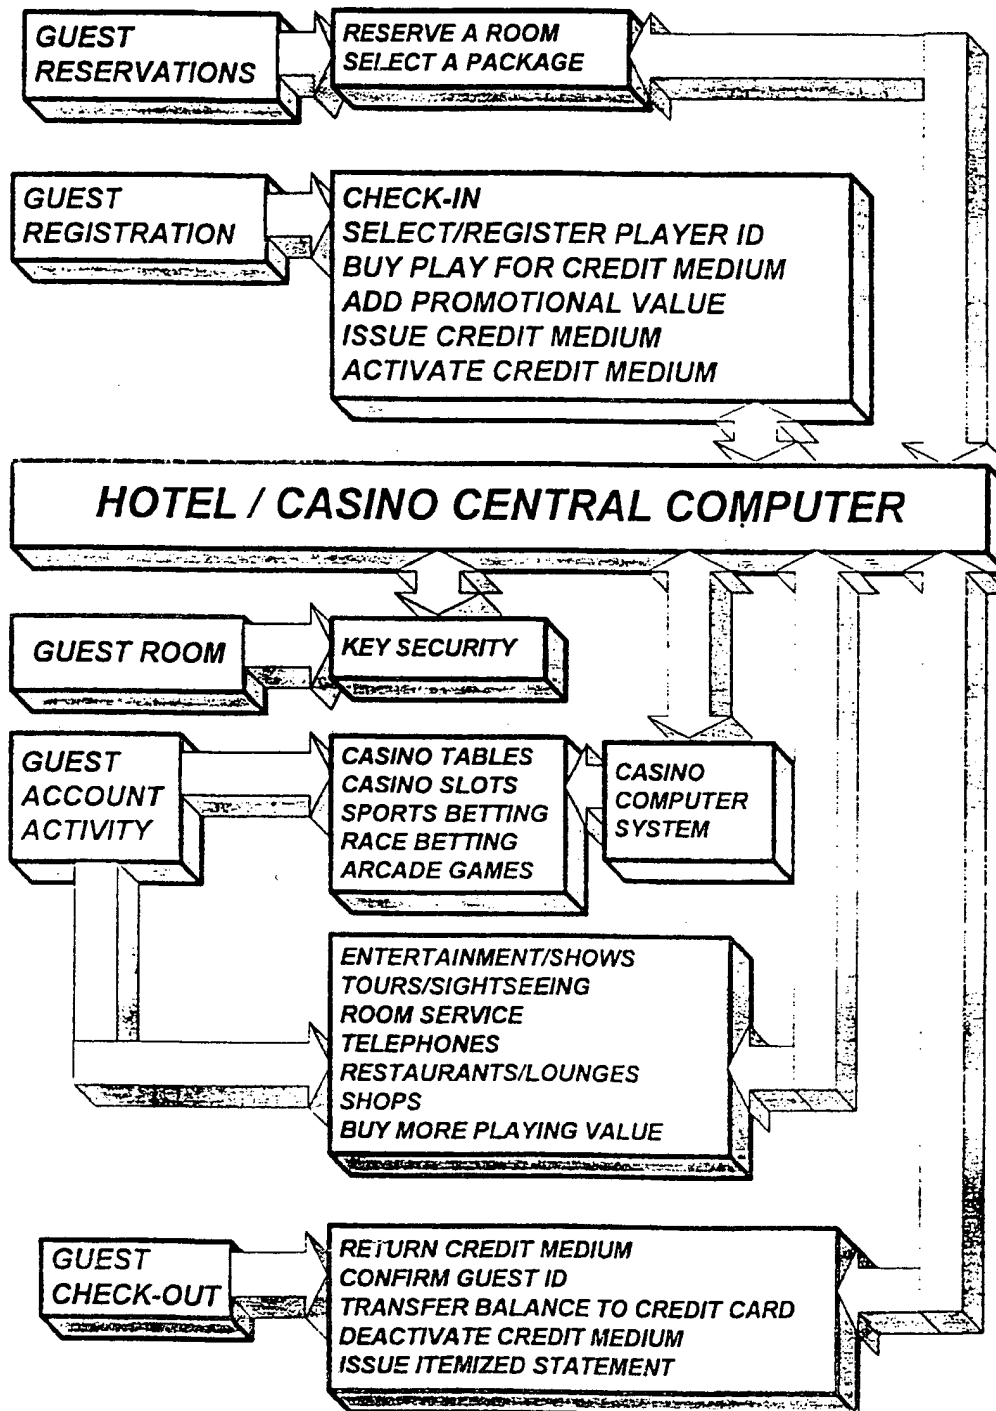 GUEST
RESERVATIONS
RESERVE A ROOM
SELECT A PACKAGE
GUEST
REGISTRATION
CHECK-IN
SELECT/REGISTER PLAYER ID
BUY PLAY FOR CREDIT MEDIUM
ADD PROMOTIONAL VALUE
ISSUE CREDIT MEDIUM
ACTIVATE CREDIT MEDIUM
HOTEL / CASINO CENTRAL COMPUTER
GUEST ROOM
KEY SECURITY
GUEST
ACCOUNT
ACTIVITY
CASINO TABLES
CASINO SLOTS
SPORTS BETTING
RACE BETTING
ARCADE GAMES
CASINO
COMPUTER
SYSTEM
ENTERTAINMENT/SHOWS
TOURS/SIGHTSEEING
ROOM SERVICE
TELEPHONES
RESTAURANTS/LOUNGES
SHOPS
BUY MORE PLAYING VALUE
GUEST
CHECK-OUT
RETURN CREDIT MEDIUM
CONFIRM GUEST ID
TRANSFER BALANCE TO CREDIT CARD
DEACTIVATE CREDIT MEDIUM
ISSUE ITEMIZED STATEMENT